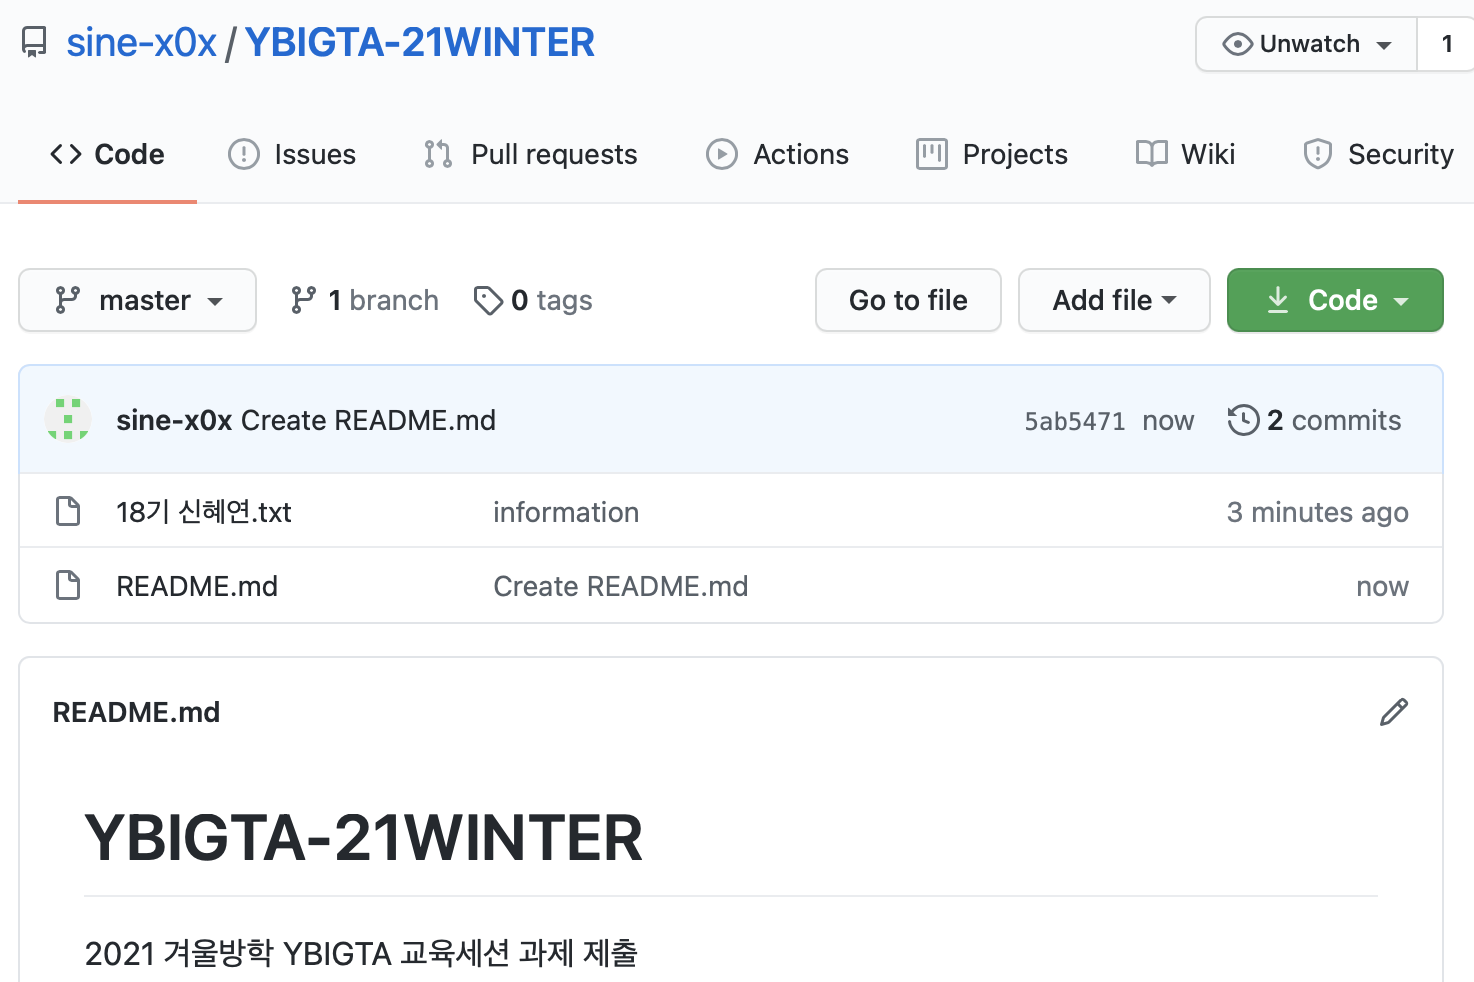 sine-x0x / YBIGTA-21WINTER
Unwatch 1
Code Issues Pull requests Actions Projects Wiki Security
master 1 branch 0 tags Go to file Add file Code
sine-x0x Create README.md 5ab5471 now 2 commits
18기 신혜연.txt information 3 minutes ago
README.md Create README.md now
README.md
YBIGTA-21WINTER
2021 겨울방학 YBIGTA 교육세션 과제 제출